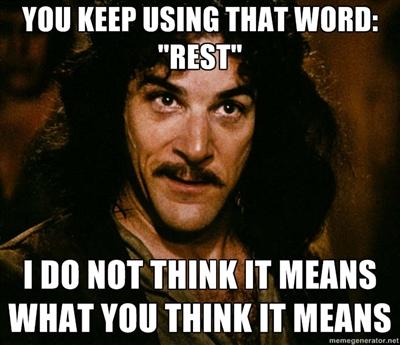 YOU KEEP USING THAT WORD:
"REST"
I DO NOT THINK IT MEANS
WHAT YOU THINK IT MEANS
memegenerator.net